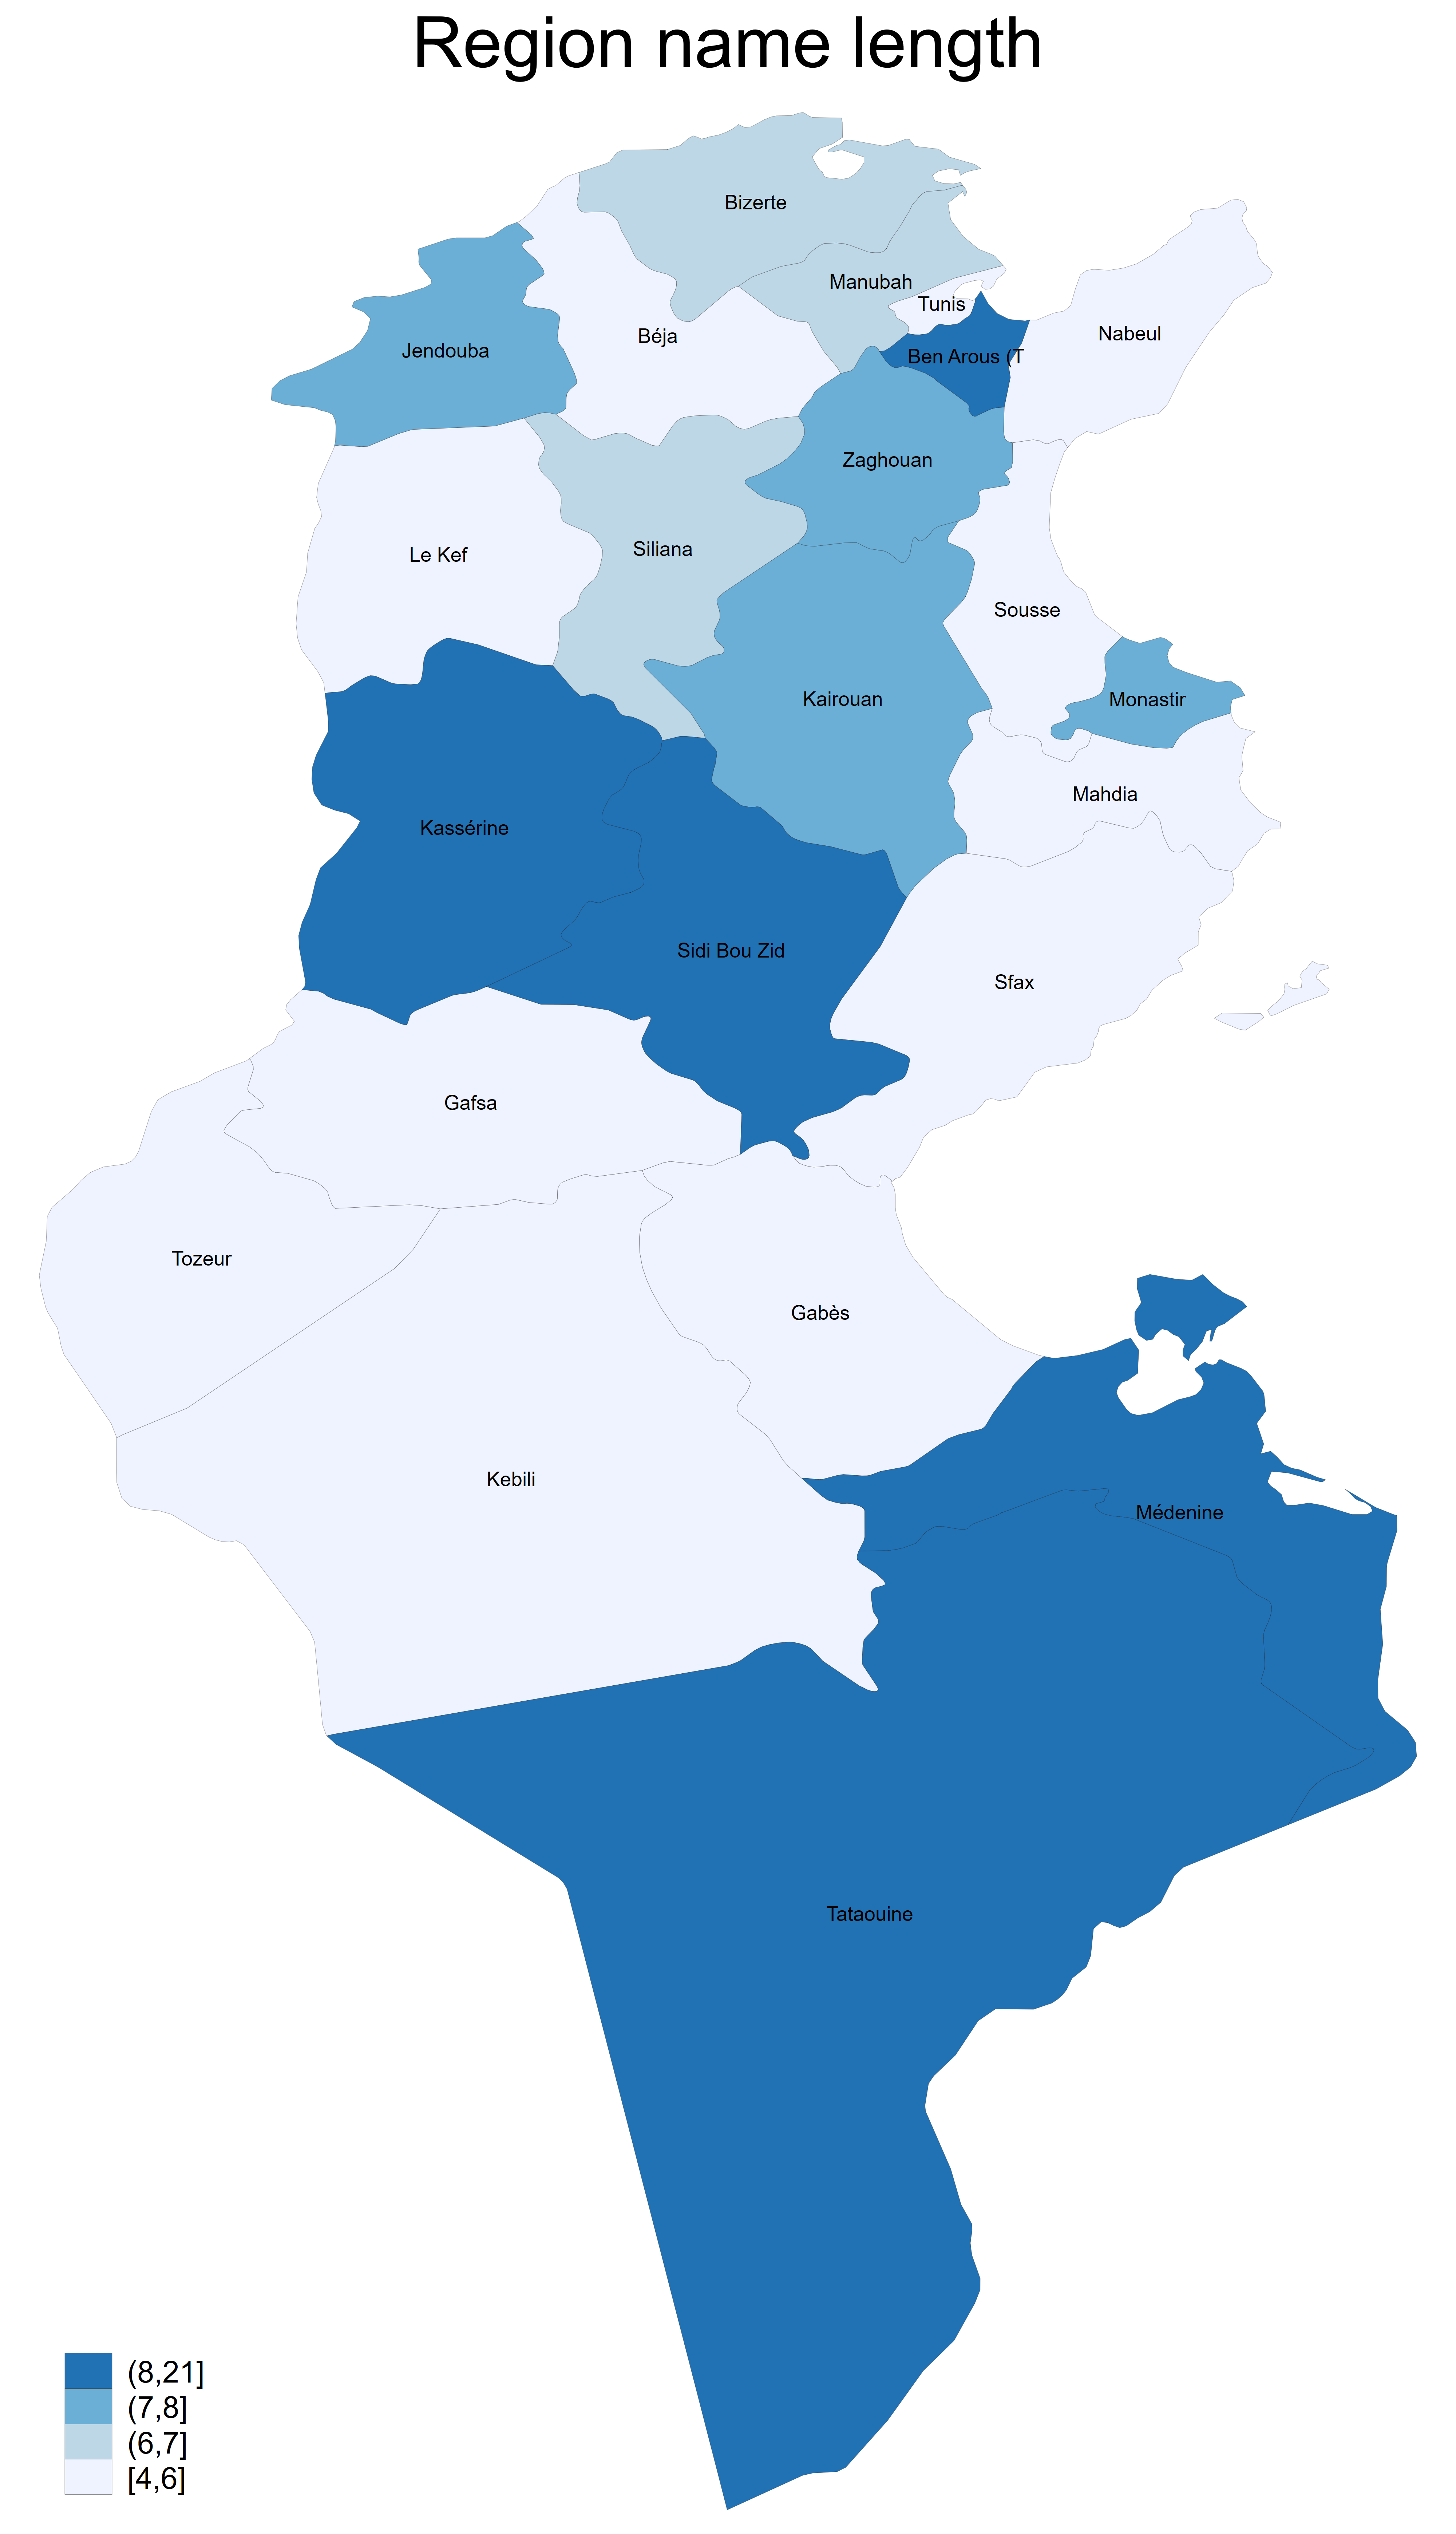 Region name length
Bizerte
Manubah
Tunis
Nabeul
Béja
Jendouba
Ben Arous (T
Zaghouan
Le Kef
Siliana
Sousse
Kairouan
Monastir
Mahdia
Kassérine
Sidi Bou Zid
Sfax
Gafsa
Tozeur
Gabès
Kebili
Médenine
Tataouine
(8,21]
(7,8]
(6,7]
[4,6]